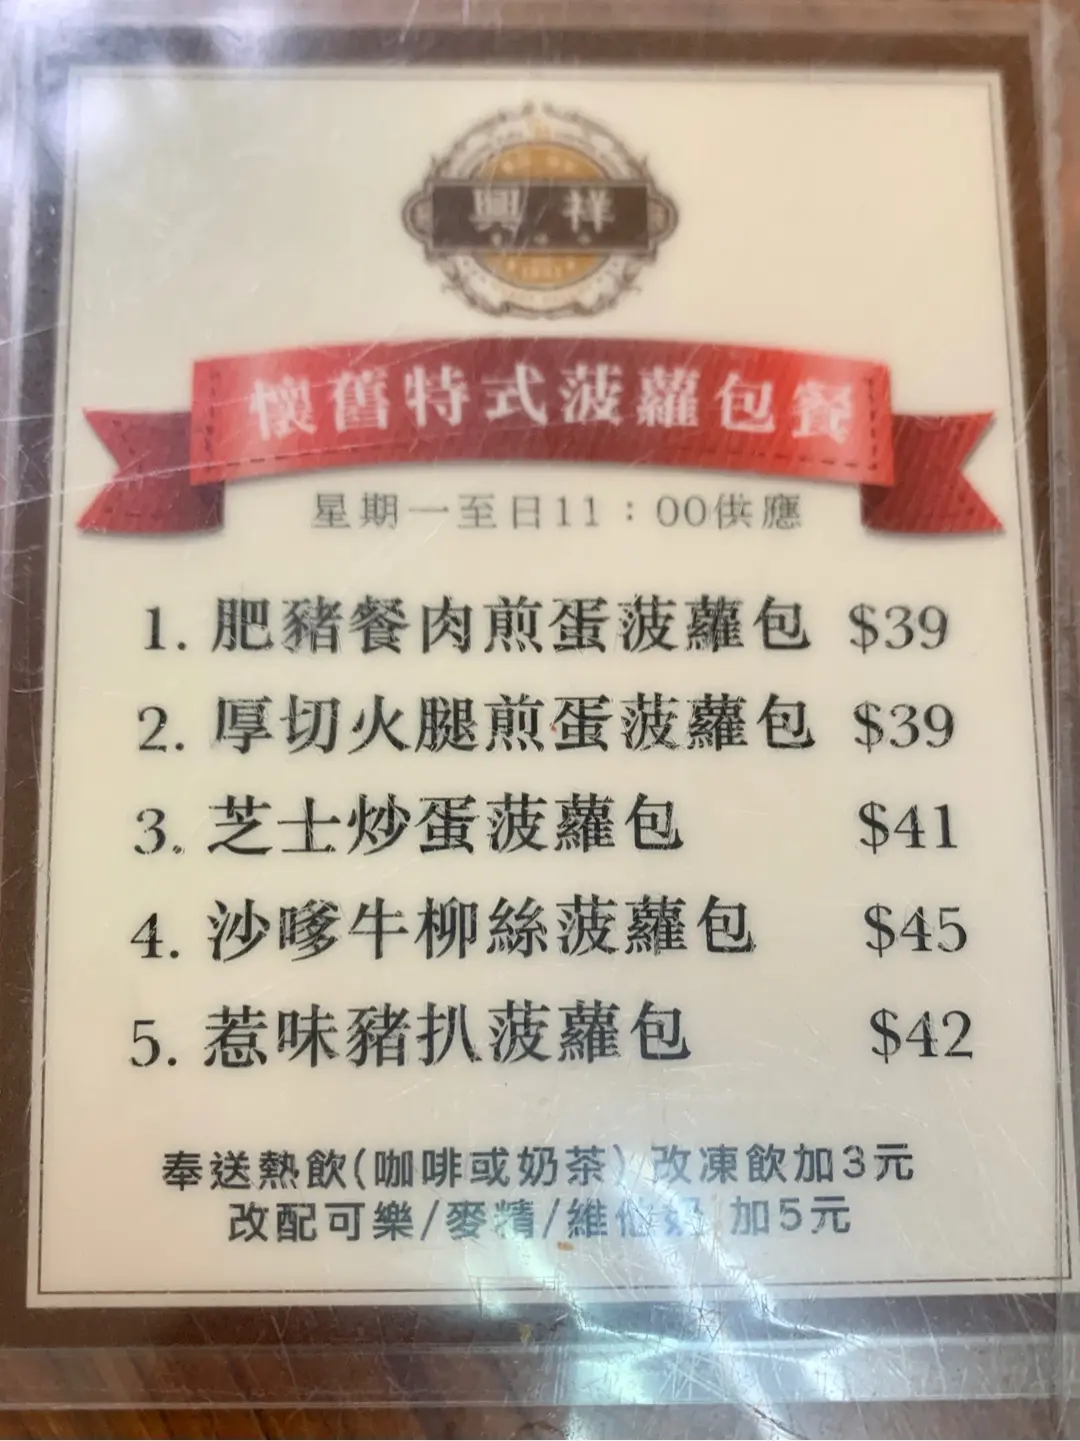 興祥
懷舊特式菠蘿包餐
星期一至日11：00供應
1. 肥豬餐肉煎蛋菠蘿包 $39
2. 厚切火腿煎蛋菠蘿包 $39
3. 芝士炒蛋菠蘿包 $41
4. 沙嗲牛柳絲菠蘿包 $45
5. 惹味豬扒菠蘿包 $42
奉送熱飲(咖啡或奶茶) 改凍飲加3元
改配可樂/麥精/維他奶 加5元